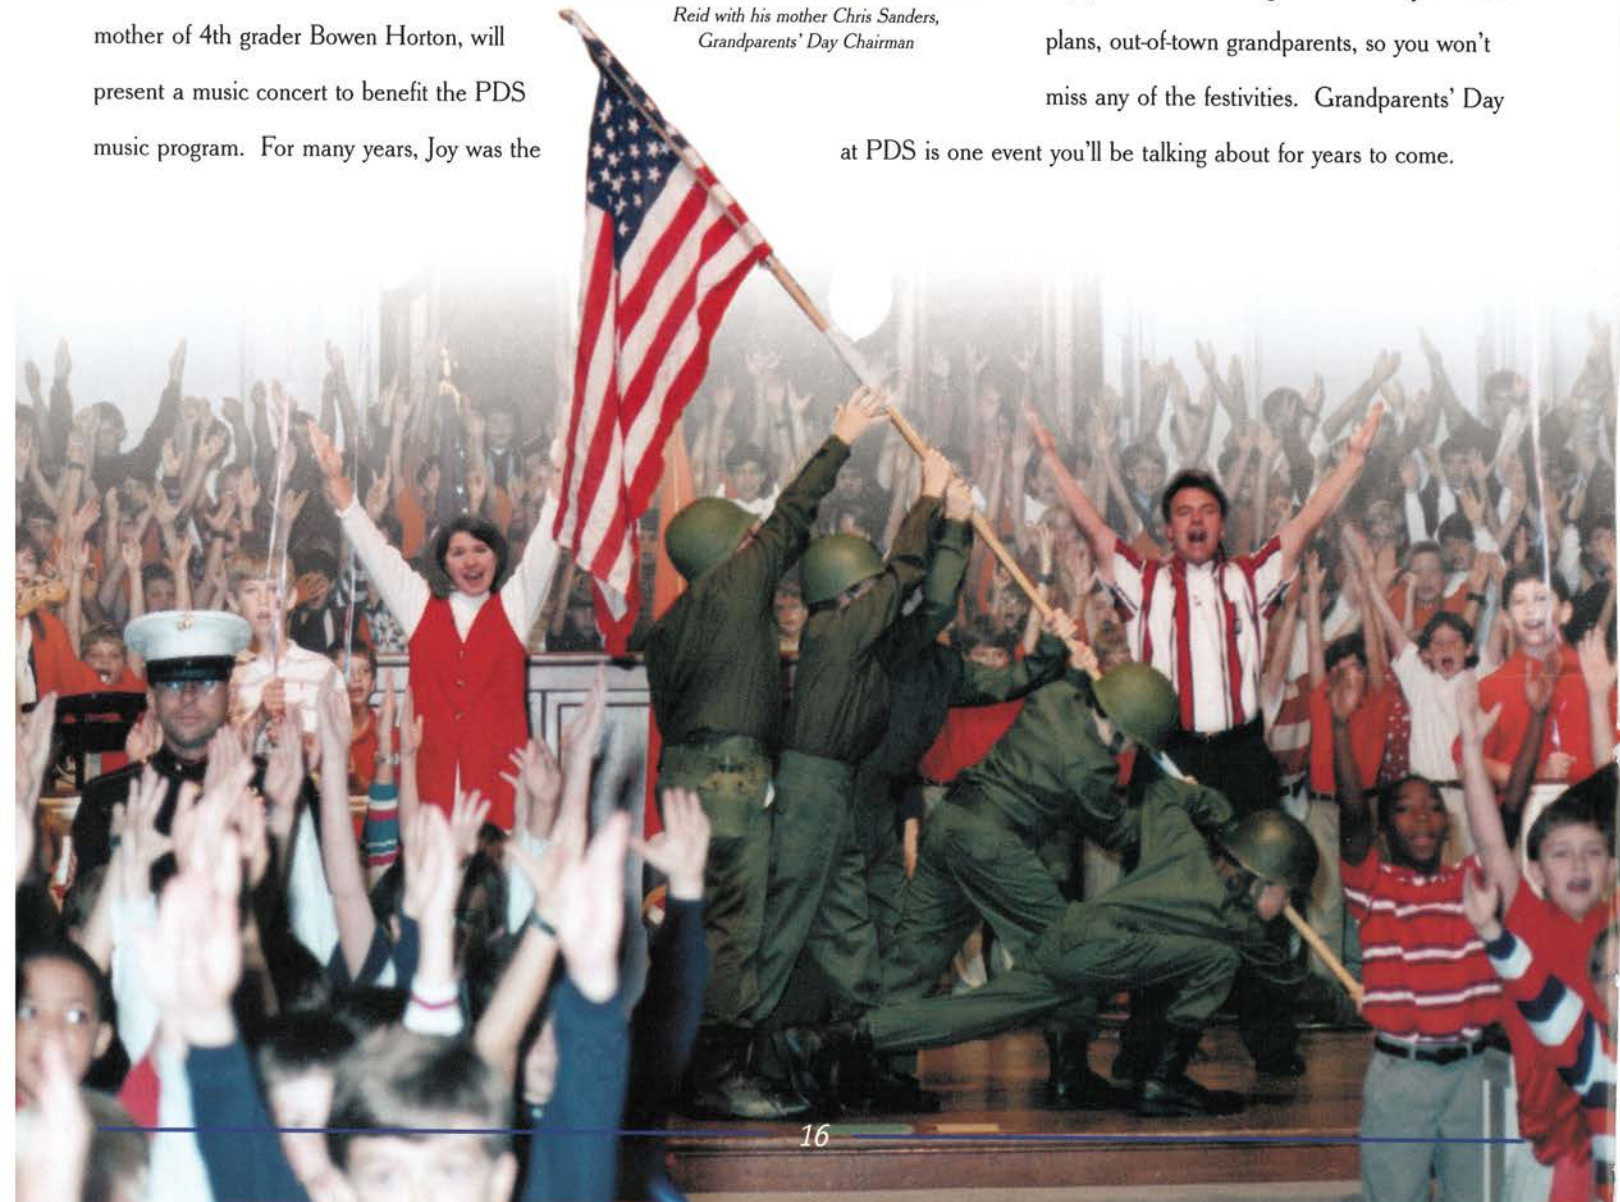 mother of 4th grader Bowen Horton, will
present a music concert to benefit the PDS
music program. For many years, Joy was the
Reid with his mother Chris Sanders,
Grandparents' Day Chairman
plans, out-of-town grandparents, so you won't
miss any of the festivities. Grandparents' Day
at PDS is one event you'll be talking about for years to come.
16